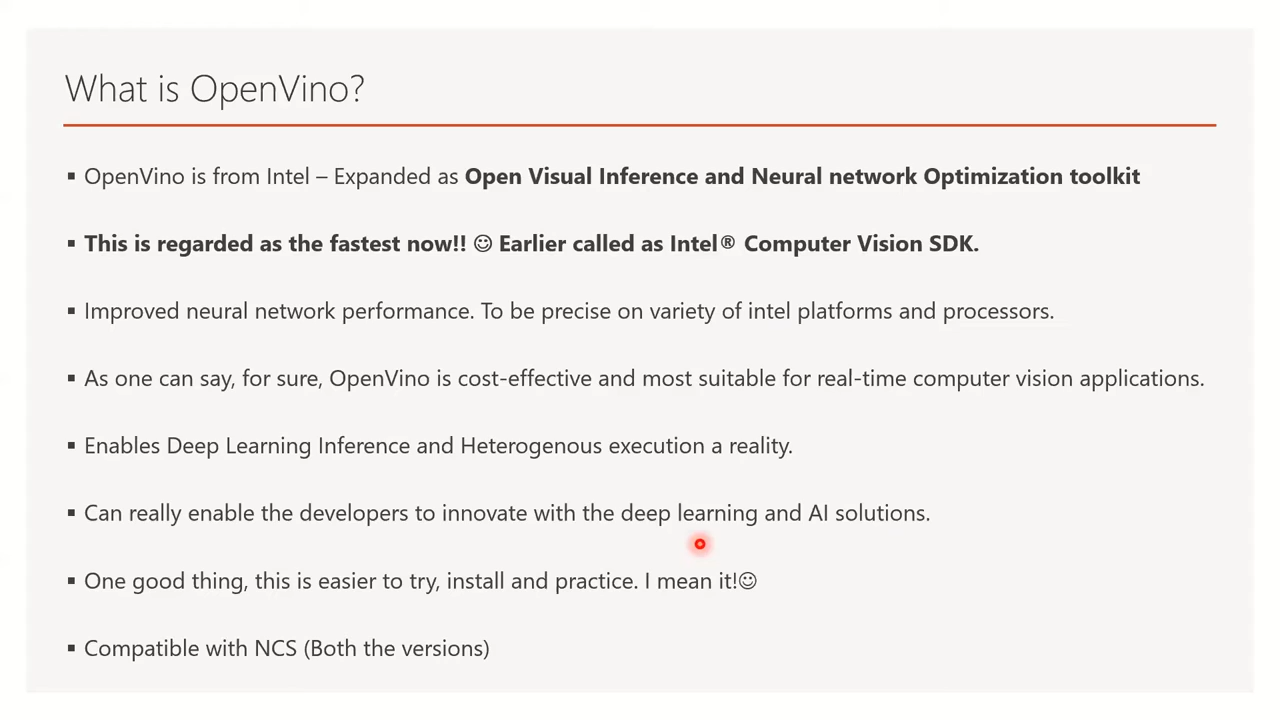 What is OpenVino?
▪ OpenVino is from Intel – Expanded as Open Visual Inference and Neural network Optimization toolkit
▪ This is regarded as the fastest now!! ☺ Earlier called as Intel® Computer Vision SDK.
▪ Improved neural network performance. To be precise on variety of intel platforms and processors.
▪ As one can say, for sure, OpenVino is cost-effective and most suitable for real-time computer vision applications.
▪ Enables Deep Learning Inference and Heterogenous execution a reality.
▪ Can really enable the developers to innovate with the deep learning and AI solutions.
▪ One good thing, this is easier to try, install and practice. I mean it!☺
▪ Compatible with NCS (Both the versions)